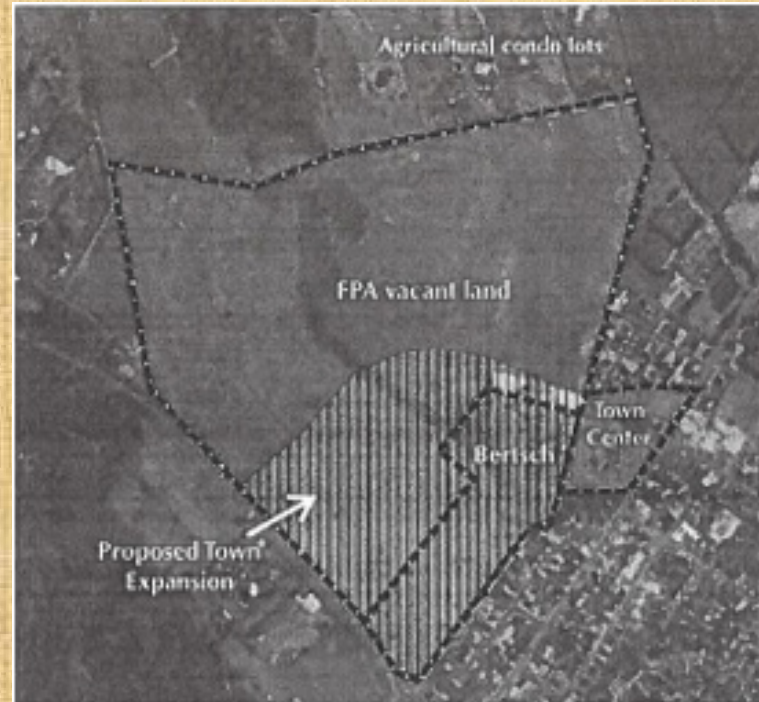 Agricultural condo lots
FPA vacant land
Town
Center
Bertsch
Proposed Town
Expansion